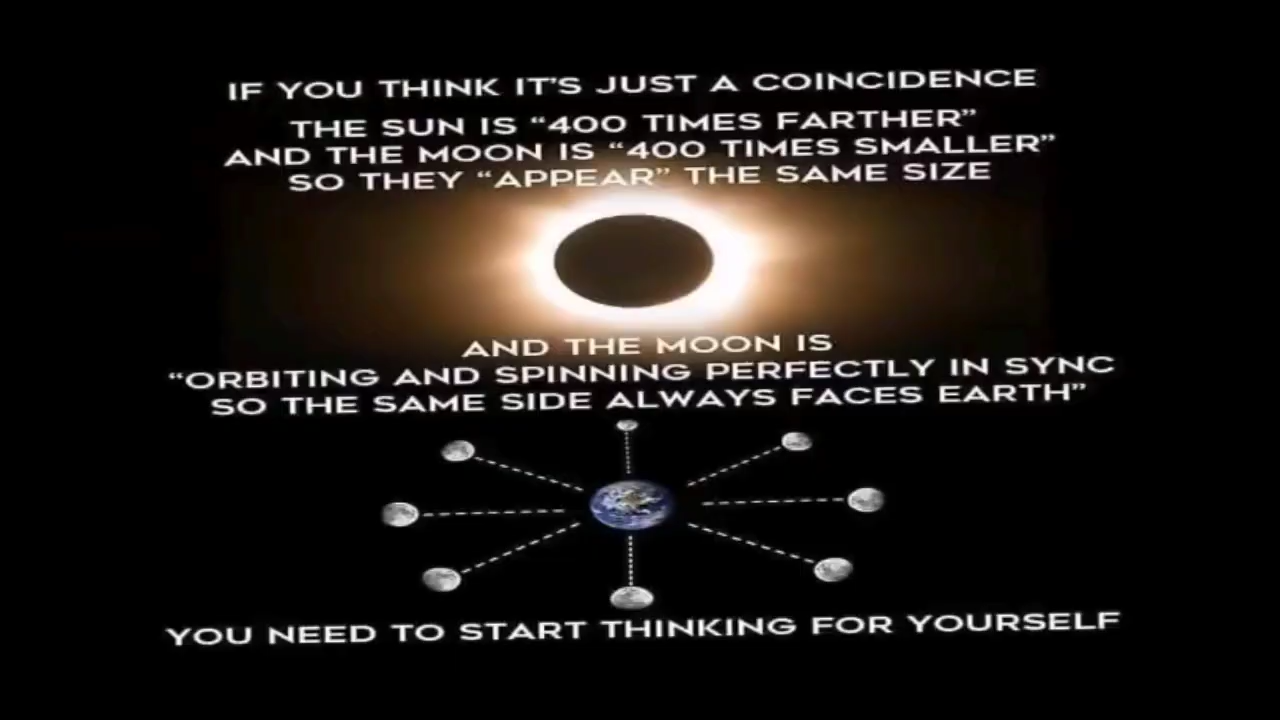 IF YOU THINK IT'S JUST A COINCIDENCE
THE SUN IS “400 TIMES FARTHER”
AND THE MOON IS “400 TIMES SMALLER”
SO THEY “APPEAR” THE SAME SIZE
AND THE MOON IS
“ORBITING AND SPINNING PERFECTLY IN SYNC
SO THE SAME SIDE ALWAYS FACES EARTH”
YOU NEED TO START THINKING FOR YOURSELF